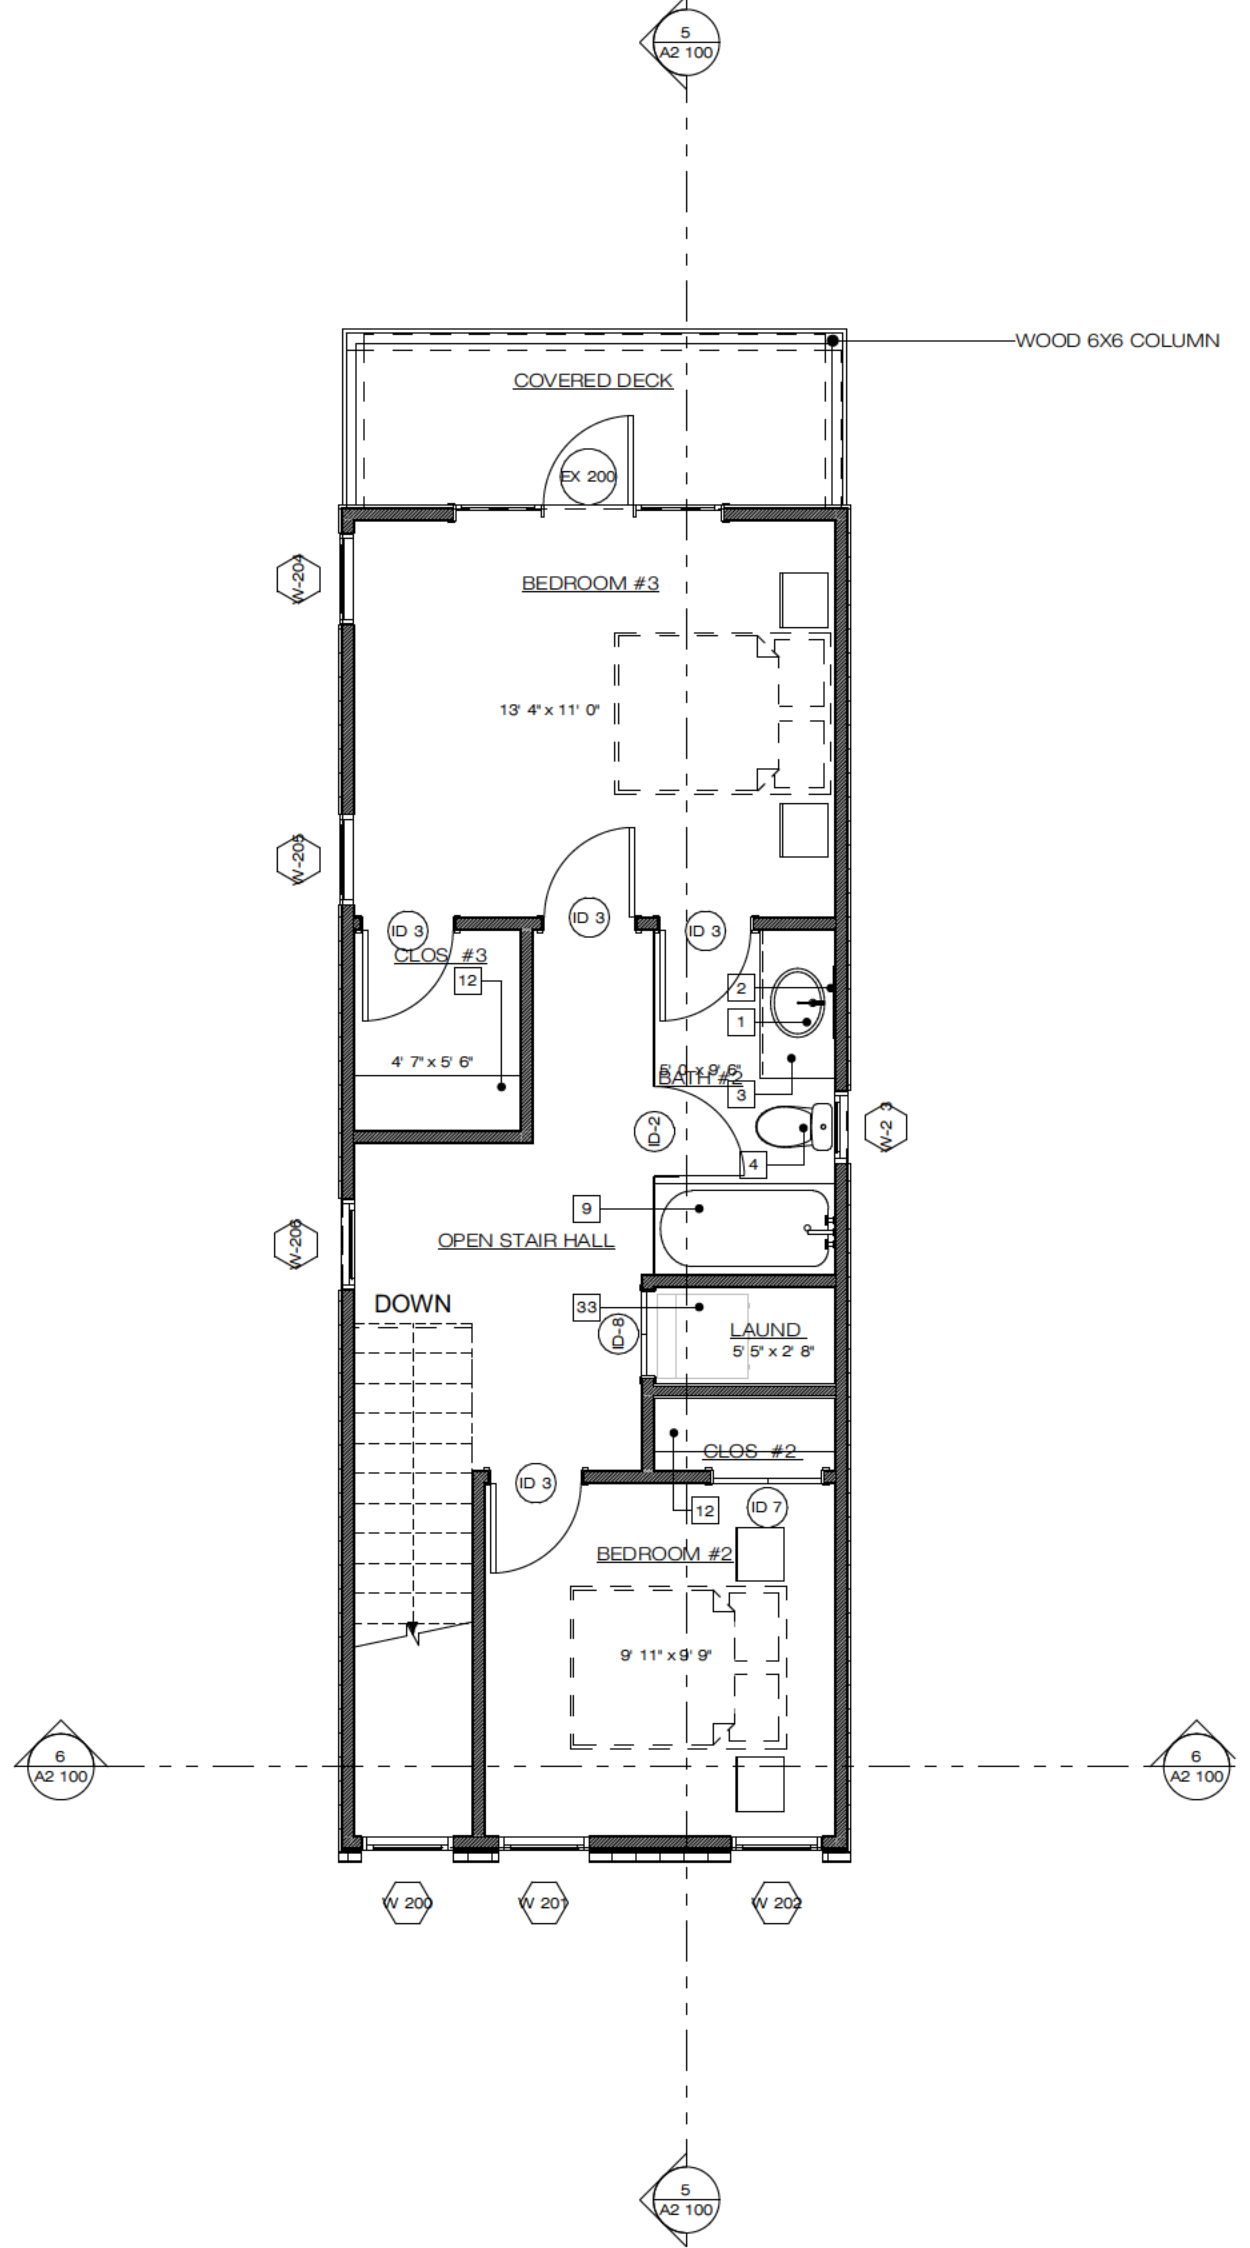 5
A2 100
WOOD 6X6 COLUMN
COVERED DECK
EX 200
W-204
BEDROOM #3
13' 4" x 11' 0"
W-205
ID 3
ID 3
ID 3
CLOS #3
12
2
1
4' 7" x 5' 6"
5' 0" x 9' 6"
BATH #2
3
ID-2
W-2 3
4
9
W-206
OPEN STAIR HALL
DOWN
33
ID-8
LAUND
5' 5" x 2' 8"
CLOS #2
ID 3
12
ID 7
BEDROOM #2
9' 11" x 9' 9"
6
A2 100
6
A2 100
W 200
W 201
W 202
5
A2 100